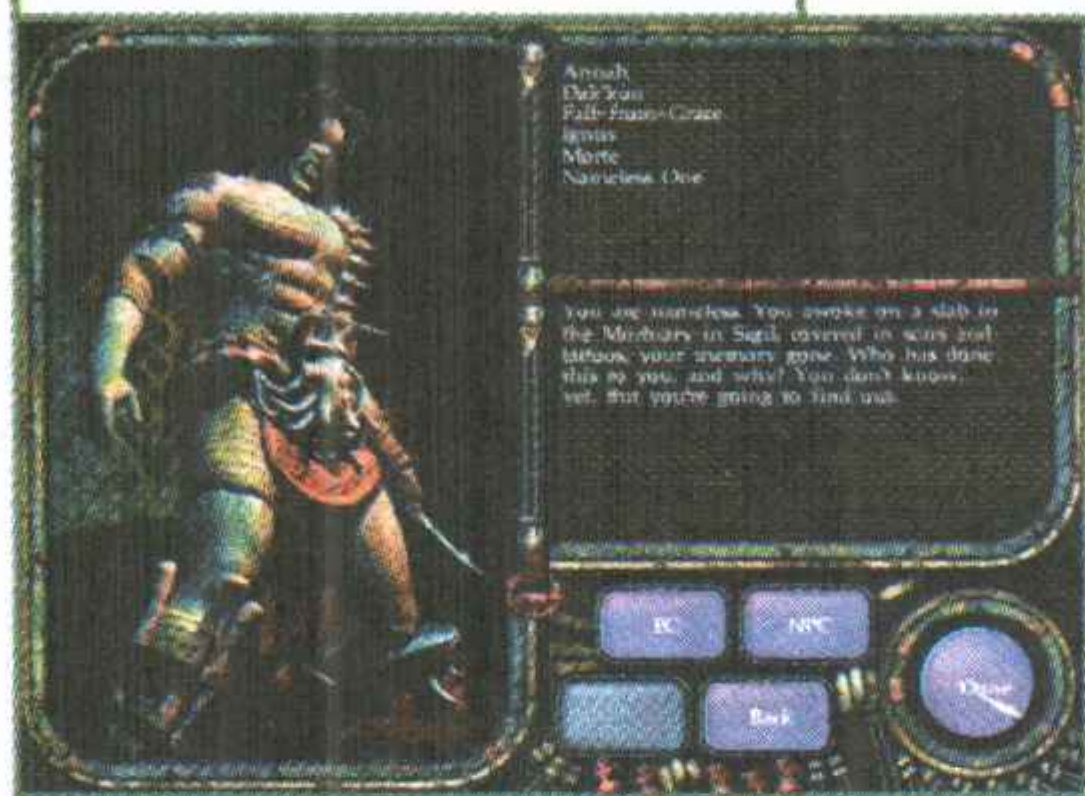 Annah
Dak'kon
Fall-from-Grace
Ignus
Morte
Nameless One
You are nameless. You awoke on a slab in
the Mortuary in Sigil, covered in scars and
tattoos, your memory gone. Who has done
this to you, and why? You don't know...
yet. But you're going to find out.
PC
NPC
Back
Done